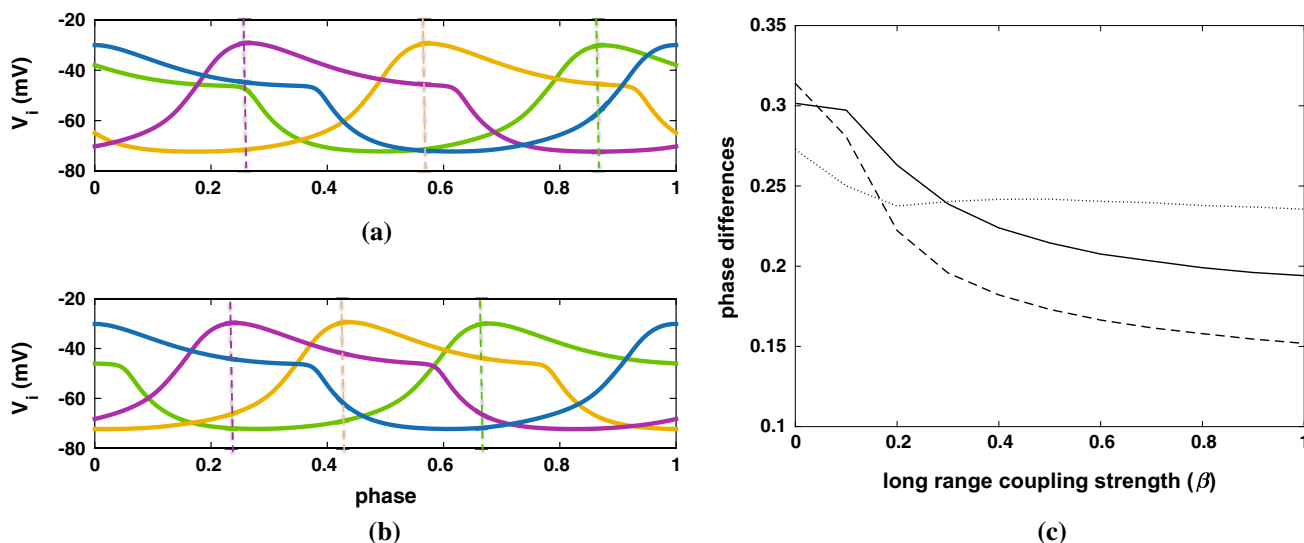 -20
-40
-60
-80
V_i (mV)
0 0.2 0.4 0.6 0.8 1
(a)
-20
-40
-60
-80
V_i (mV)
0 0.2 0.4 0.6 0.8 1
phase
(b)
0.35
0.3
0.25
0.2
0.15
0.1
phase differences
0 0.2 0.4 0.6 0.8 1
long range coupling strength (β)
(c)